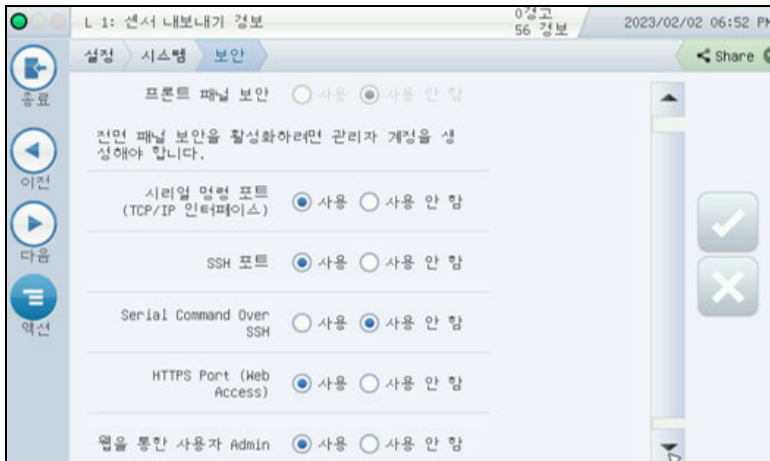 L 1: 센서 내보내기 경보
0경고
56 경보
2023/02/02 06:52 PM
설정 시스템 보안
Share
종료
프론트 패널 보안 사용 사용 안 함
전면 패널 보안을 활성화하려면 관리자 계정을 생
성해야 합니다.
이전
시리얼 명령 포트
(TCP/IP 인터페이스) 사용 사용 안 함
다음
SSH 포트 사용 사용 안 함
액션
Serial Command Over
SSH 사용 사용 안 함
HTTPS Port (Web
Access) 사용 사용 안 함
웹을 통한 사용자 Admin 사용 사용 안 함